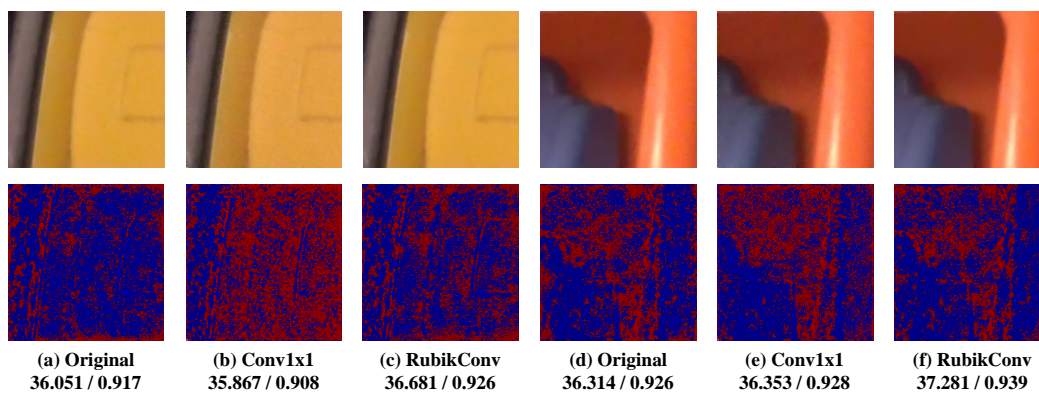 (a) Original (b) Conv1x1 (c) RubikConv (d) Original (e) Conv1x1 (f) RubikConv
36.051 / 0.917 35.867 / 0.908 36.681 / 0.926 36.314 / 0.926 36.353 / 0.928 37.281 / 0.939